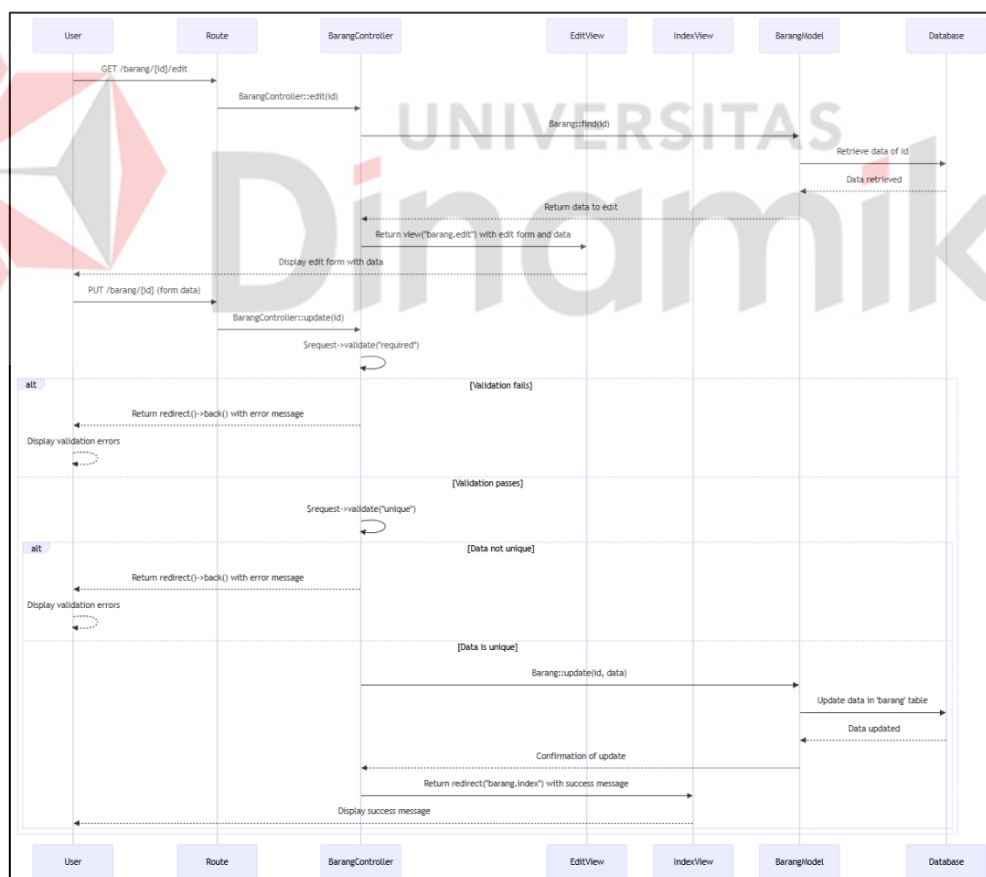 User Route BarangController EditView IndexView BarangModel Database
UNIVERSITAS
Dinamik
GET /barang/{id}/edit
BarangController::edit(id)
Barang::find(id)
Retrieve data of id
Data retrieved
Return data to edit
Return view("barang.edit") with edit form and data
Display edit form with data
PUT /barang/{id} (form data)
BarangController::update(id)
$request->validate("required")
alt [Validation fails]
Return redirect()->back() with error message
Display validation errors
[Validation passes]
$request->validate("unique")
alt [Data not unique]
Return redirect()->back() with error message
Display validation errors
[Data is unique]
Barang::update(id, data)
Update data in 'barang' table
Data updated
Confirmation of update
Return redirect("barang.index") with success message
Display success message
User Route BarangController EditView IndexView BarangModel Database